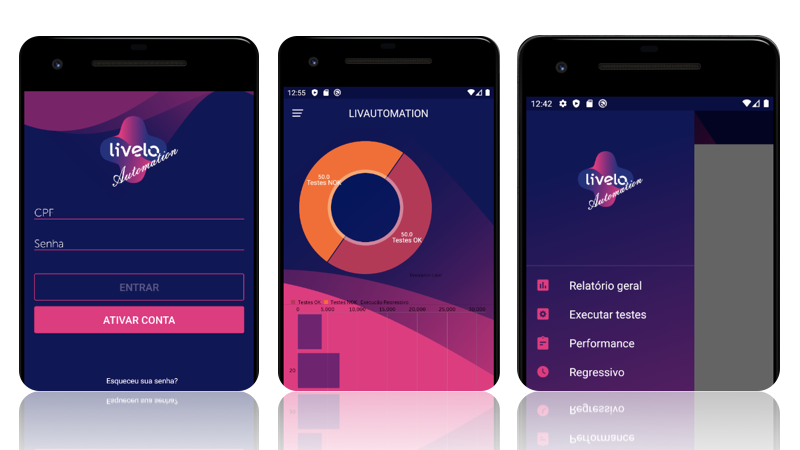 livelo
Automation
CPF
Senha
ENTRAR
ATIVAR CONTA
Esqueceu sua senha?
12:55
LIVAUTOMATION
50.0
Testes NOK
50.0
Testes OK
Testes OK Testes NOK Execução Regressivo
0 5,000 10,000 15,000 20,000 25,000 30,000
20
12:42
livelo
Automation
Relatório geral
Executar testes
Performance
Regressivo